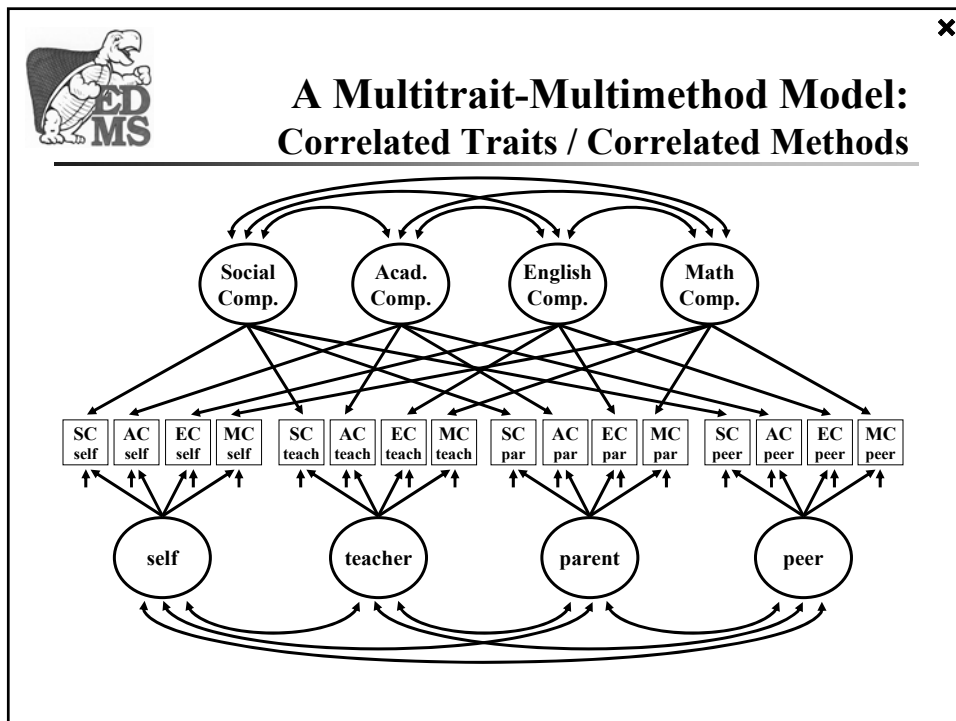 ED
MS
A Multitrait-Multimethod Model:
Correlated Traits / Correlated Methods
Social
Comp.
Acad.
Comp.
English
Comp.
Math
Comp.
SC
self
AC
self
EC
self
MC
self
SC
teach
AC
teach
EC
teach
MC
teach
SC
par
AC
par
EC
par
MC
par
SC
peer
AC
peer
EC
peer
MC
peer
self
teacher
parent
peer